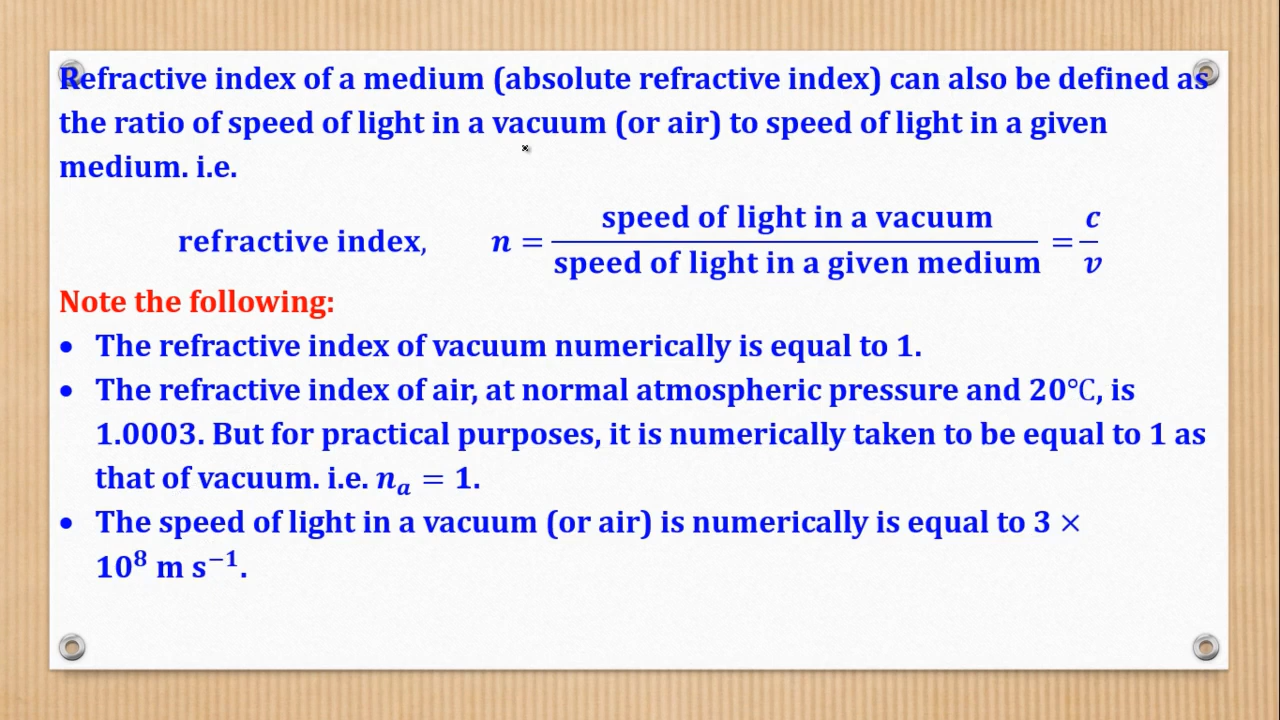 Refractive index of a medium (absolute refractive index) can also be defined as
the ratio of speed of light in a vacuum (or air) to speed of light in a given
medium. i.e.
refractive index, n = speed of light in a vacuum / speed of light in a given medium = c / v
Note the following:
• The refractive index of vacuum numerically is equal to 1.
• The refractive index of air, at normal atmospheric pressure and 20°C, is
1.0003. But for practical purposes, it is numerically taken to be equal to 1 as
that of vacuum. i.e. nₐ = 1.
• The speed of light in a vacuum (or air) is numerically is equal to 3 ×
10⁸ m s⁻¹.